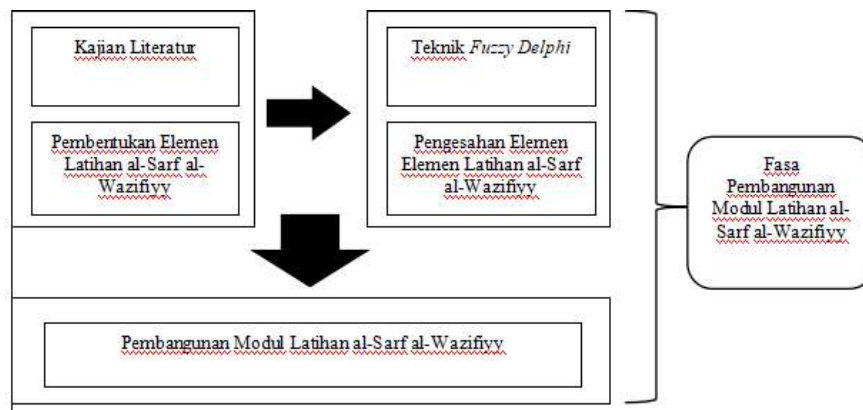 Kajian Literatur
Pembentukan Elemen
Latihan al-Sarf al-
Wazifiyy
Teknik Fuzzy Delphi
Pengesahan Elemen
Elemen Latihan al-Sarf
al-Wazifiyy
Fasa
Pembangunan
Modul Latihan al-
Sarf al-Wazifiyy
Pembangunan Modul Latihan al-Sarf al-Wazifiyy